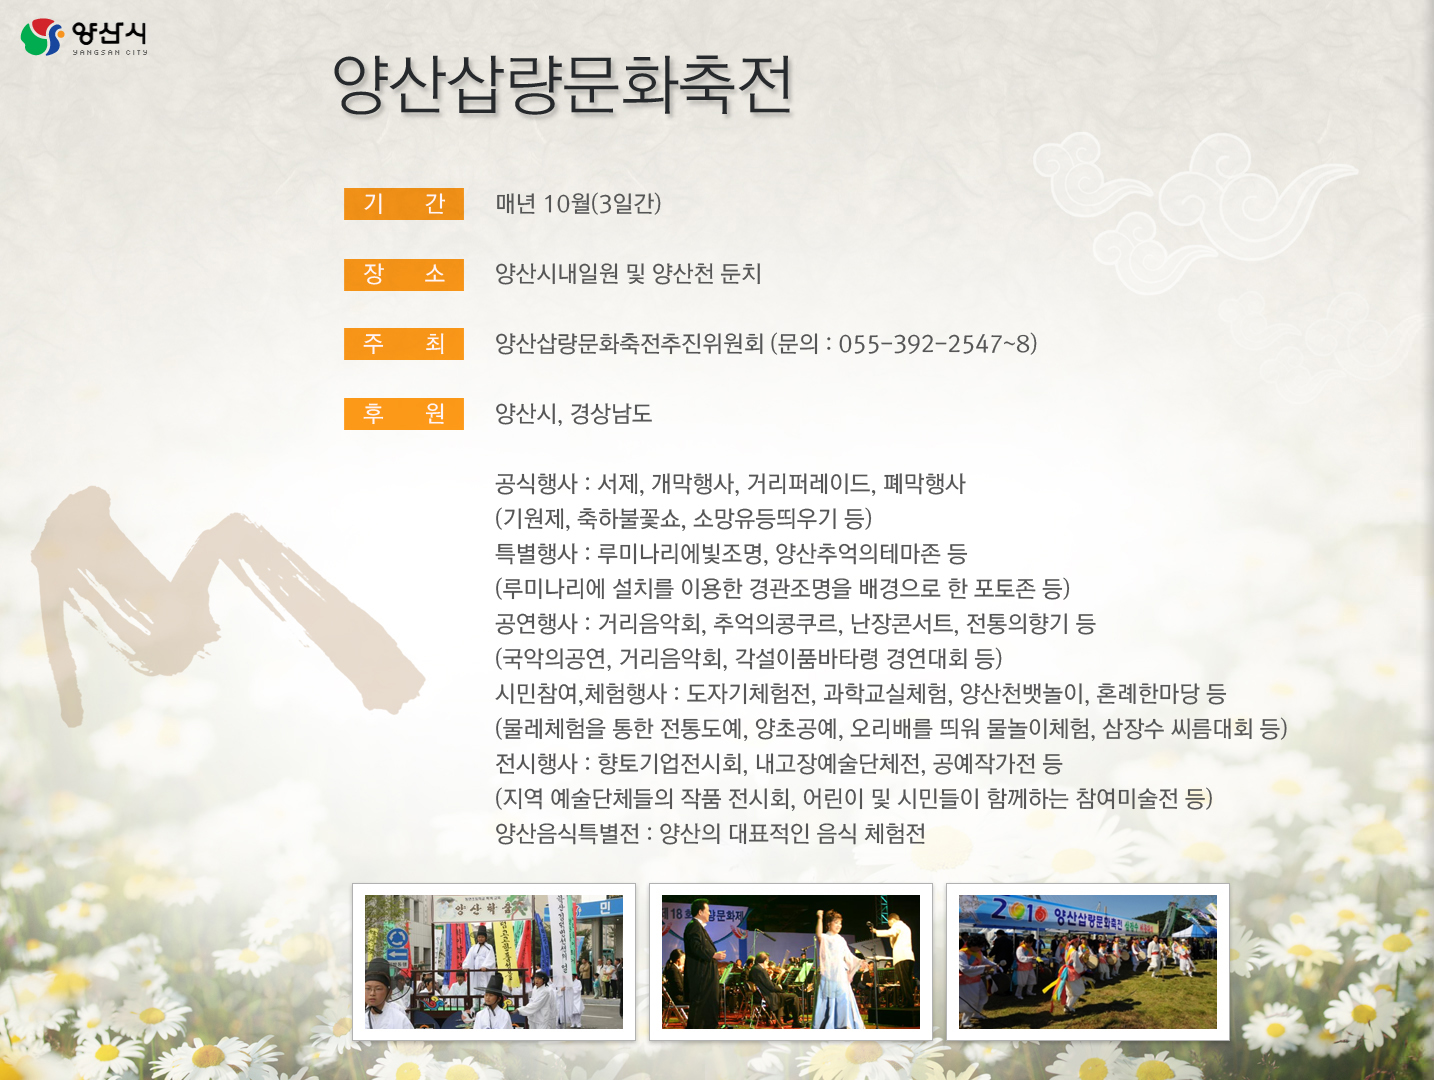 양산시
YANGSAN CITY
양산삽량문화축전
기 간 매년 10월(3일간)
장 소 양산시내일원 및 양산천 둔치
주 최 양산삽량문화축전추진위원회 (문의 : 055-392-2547~8)
후 원 양산시, 경상남도
공식행사 : 서제, 개막행사, 거리퍼레이드, 폐막행사
(기원제, 축하불꽃쇼, 소망유등띄우기 등)
특별행사 : 루미나리에빛조명, 양산추억의테마존 등
(루미나리에 설치를 이용한 경관조명을 배경으로 한 포토존 등)
공연행사 : 거리음악회, 추억의콩쿠르, 난장콘서트, 전통의향기 등
(국악의공연, 거리음악회, 각설이품바타령 경연대회 등)
시민참여,체험행사 : 도자기체험전, 과학교실체험, 양산천뱃놀이, 혼례한마당 등
(물레체험을 통한 전통도예, 양초공예, 오리배를 띄워 물놀이체험, 삼장수 씨름대회 등)
전시행사 : 향토기업전시회, 내고장예술단체전, 공예작가전 등
(지역 예술단체들의 작품 전시회, 어린이 및 시민들이 함께하는 참여미술전 등)
양산음식특별전 : 양산의 대표적인 음식 체험전
양산학춤
민
제18회
문화제
2010 양산삽량문화축전